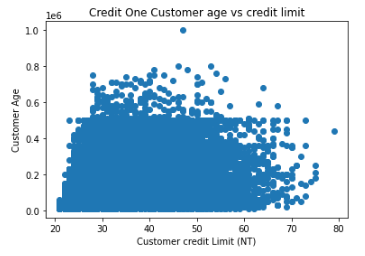 Credit One Customer age vs credit limit
1e6
1.0
0.8
0.6
0.4
0.2
0.0
Customer Age
20 30 40 50 60 70 80
Customer credit Limit (NT)